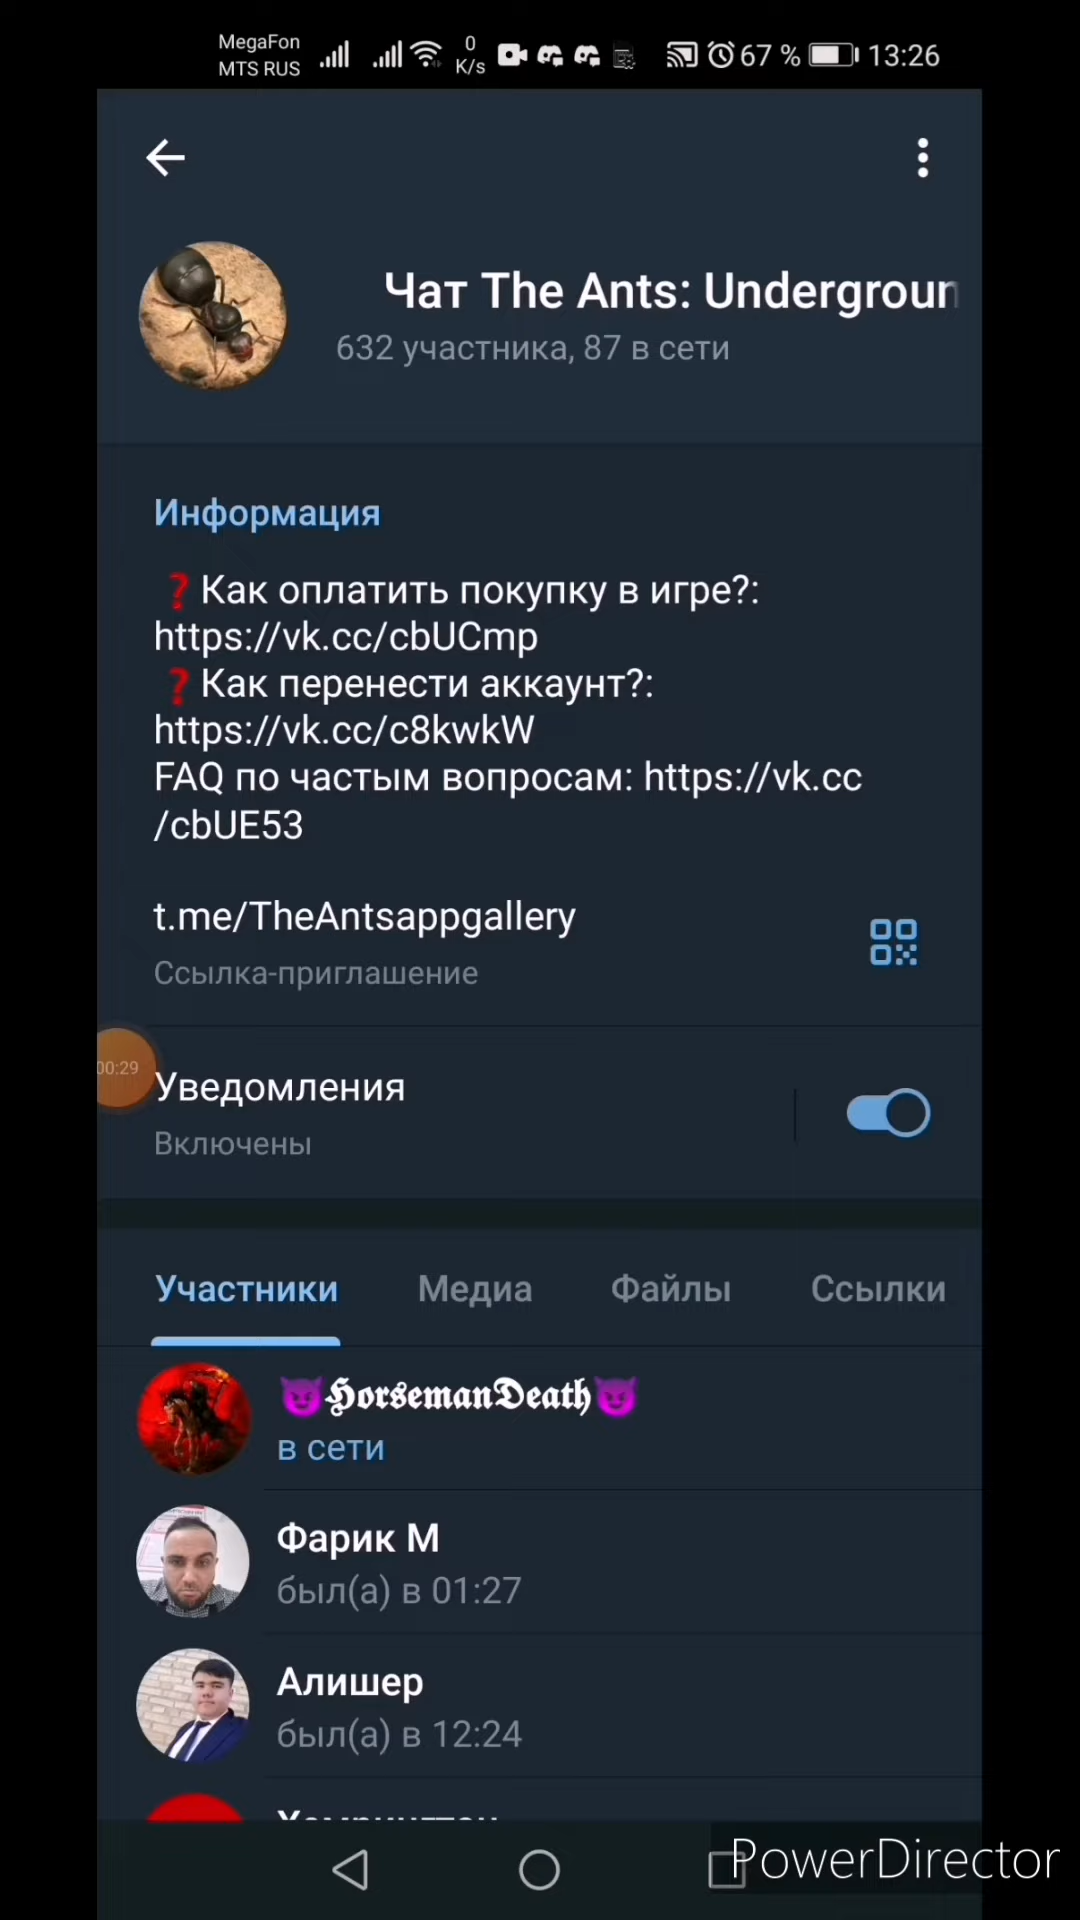 MegaFon
MTS RUS
0
K/s
67 %
13:26
Чат The Ants: Undergroun
632 участника, 87 в сети
Информация
❓Как оплатить покупку в игре?:
https://vk.cc/cbUCmp
❓Как перенести аккаунт?:
https://vk.cc/c8kwkW
FAQ по частым вопросам: https://vk.cc
/cbUE53
t.me/TheAntsappgallery
Ссылка-приглашение
00:29
Уведомления
Включены
Участники Медиа Файлы Ссылки
😈𝕳𝖔𝖗𝖘𝖊𝖒𝖆𝖓𝕯𝖊𝖆𝖙𝖍😈
в сети
Фарик М
был(а) в 01:27
Алишер
был(а) в 12:24
PowerDirector